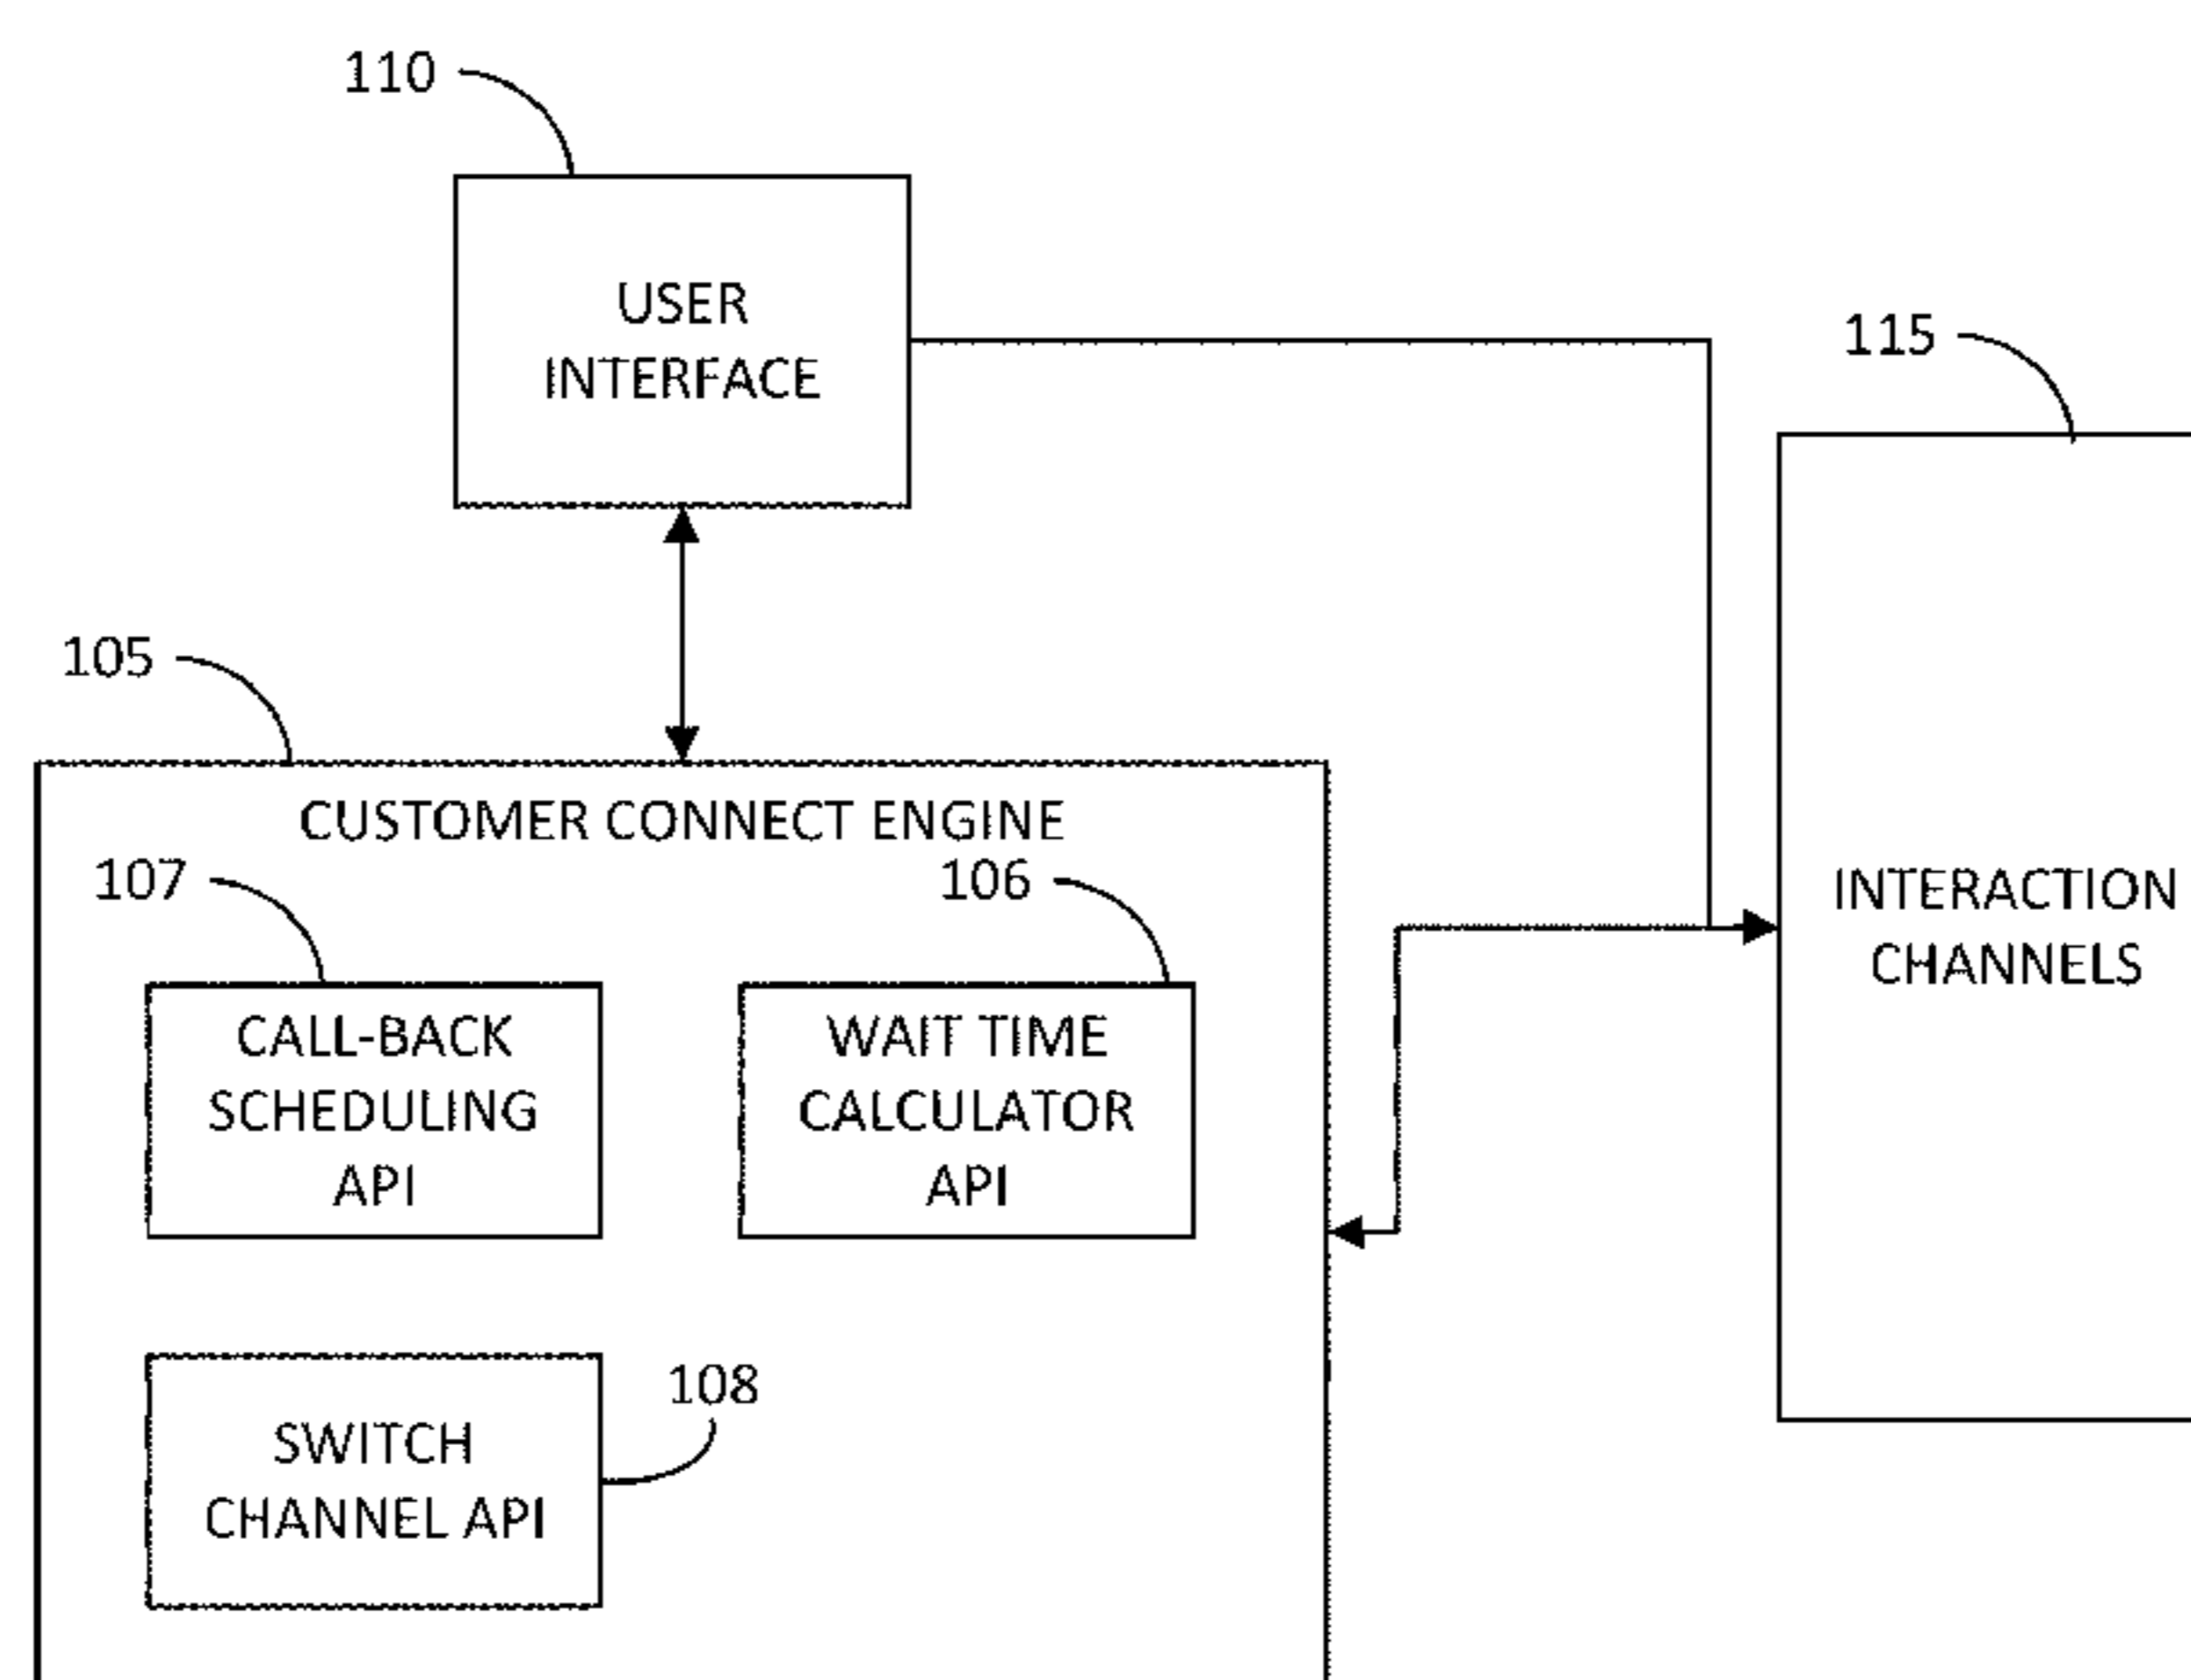 110
USER
INTERFACE
115
105
CUSTOMER CONNECT ENGINE
107
106
CALL-BACK
SCHEDULING
API
WAIT TIME
CALCULATOR
API
INTERACTION
CHANNELS
108
SWITCH
CHANNEL API